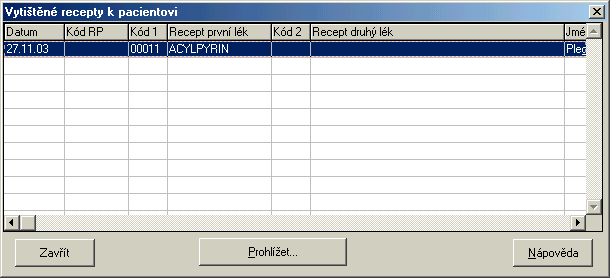 Vytištěné recepty k pacientovi
Datum Kód RP Kód 1 Recept první lék Kód 2 Recept druhý lék Jmé
27.11.03 00011 ACYLPYRIN Pleg
Zavřít Prohlížet... Nápověda